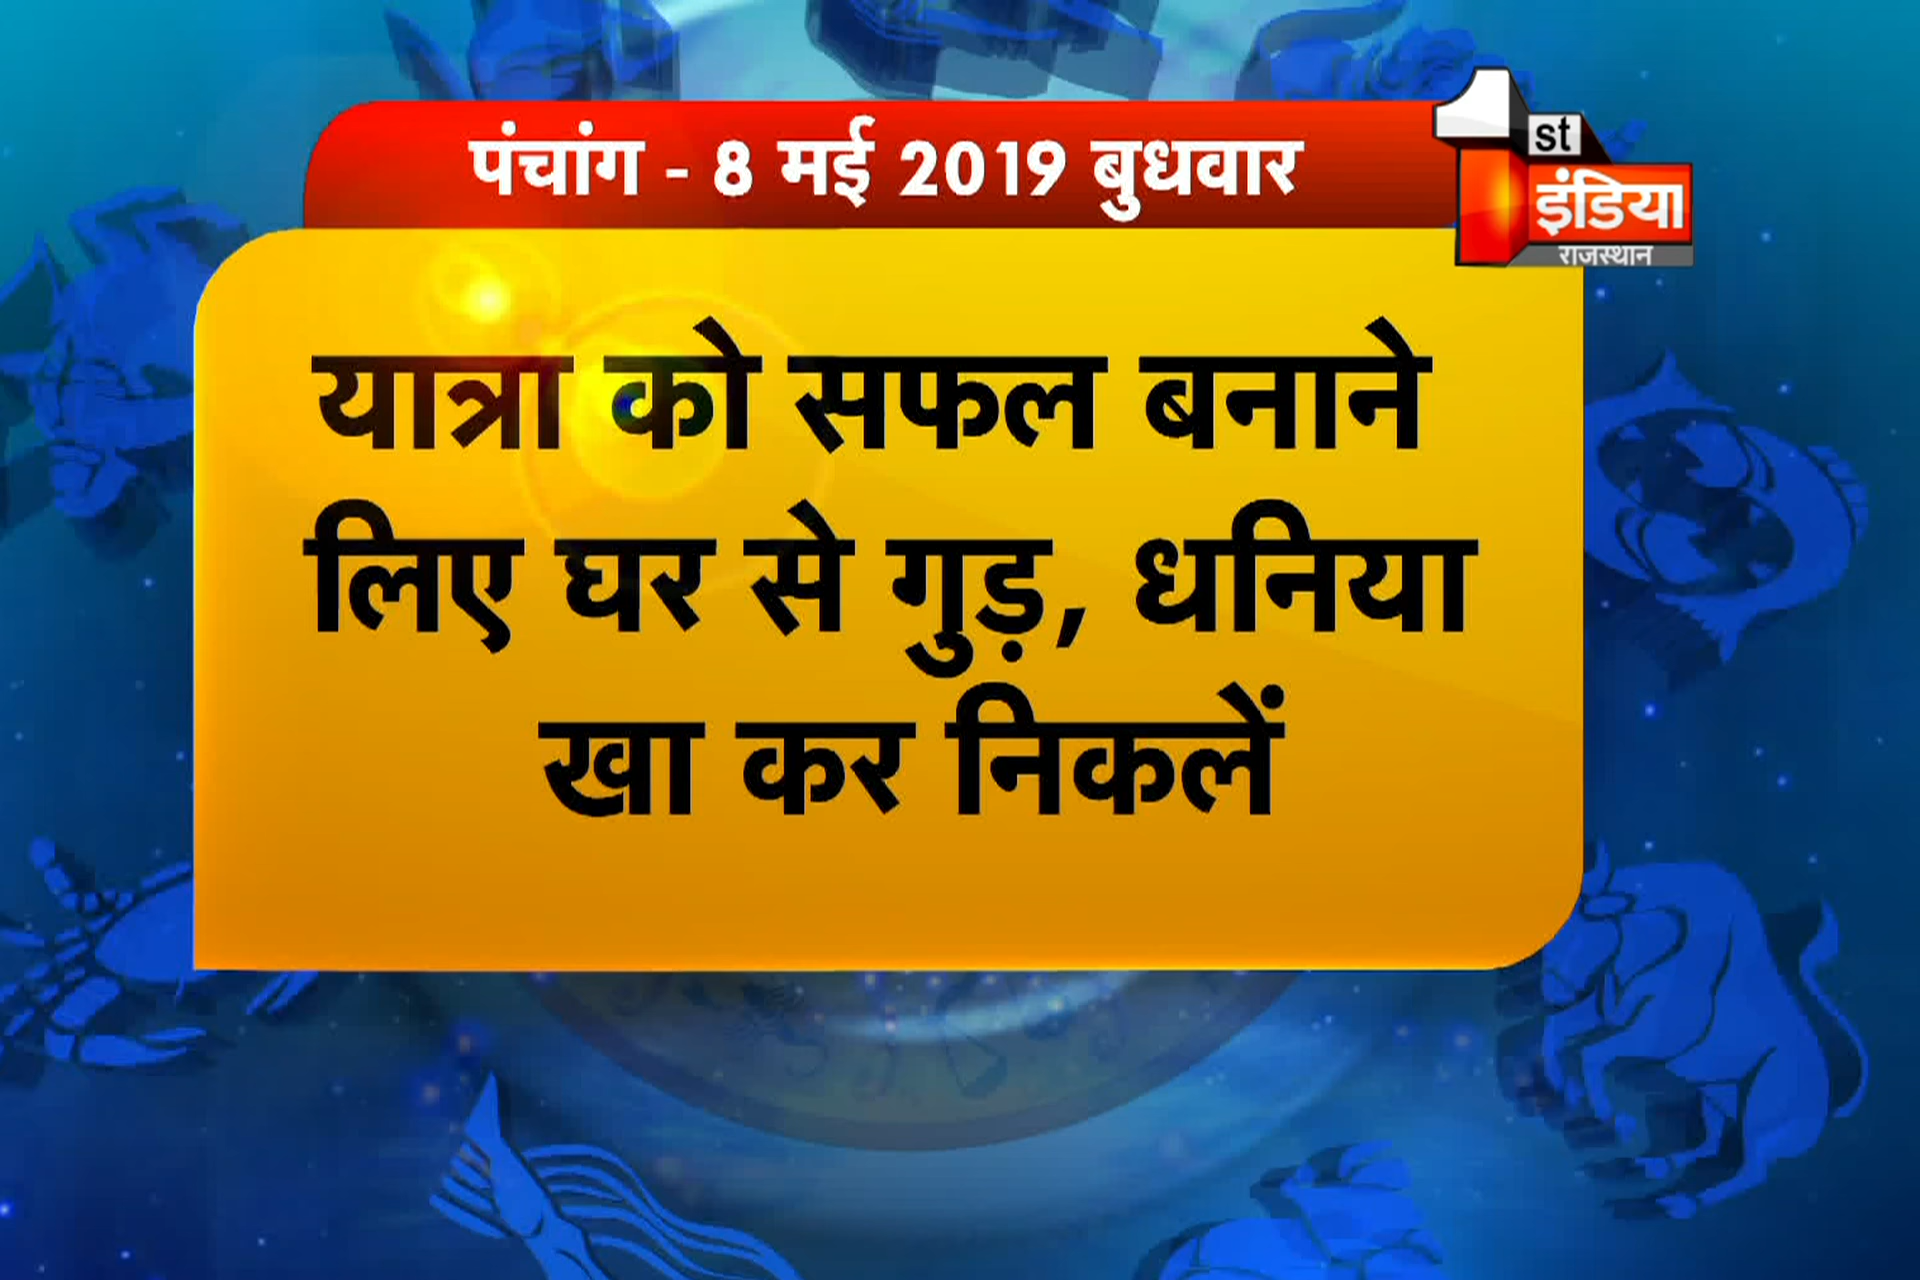 पंचांग - 8 मई 2019 बुधवार
1st
इंडिया
राजस्थान
यात्रा को सफल बनाने
लिए घर से गुड़, धनिया
खा कर निकलें